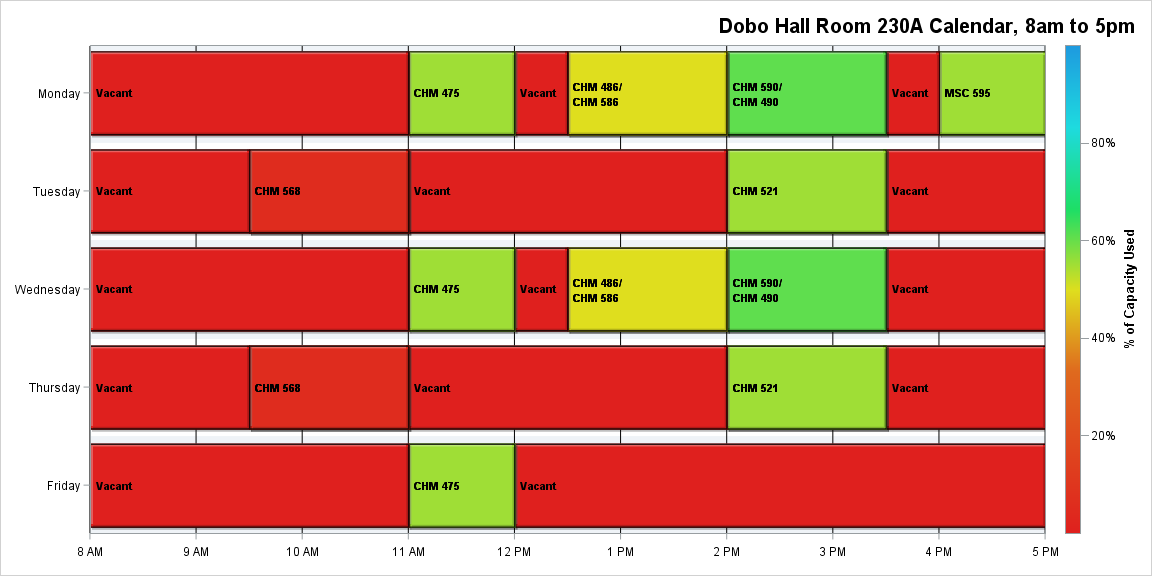 Dobo Hall Room 230A Calendar, 8am to 5pm
Monday
Vacant
CHM 475
Vacant
CHM 486/
CHM 586
CHM 590/
CHM 490
Vacant
MSC 595
Tuesday
Vacant
CHM 568
Vacant
CHM 521
Vacant
Wednesday
Vacant
CHM 475
Vacant
CHM 486/
CHM 586
CHM 590/
CHM 490
Vacant
Thursday
Vacant
CHM 568
Vacant
CHM 521
Vacant
Friday
Vacant
CHM 475
Vacant
8 AM
9 AM
10 AM
11 AM
12 PM
1 PM
2 PM
3 PM
4 PM
5 PM
80%
60%
40%
20%
% of Capacity Used